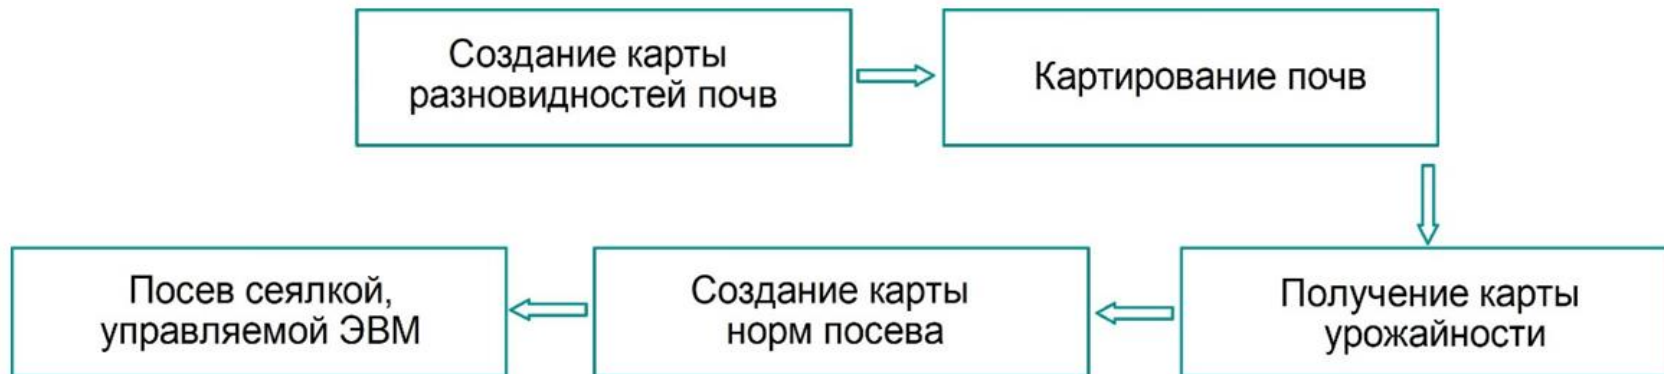 Создание карты
разновидностей почв
Картирование почв
Получение карты
урожайности
Создание карты
норм посева
Посев сеялкой,
управляемой ЭВМ